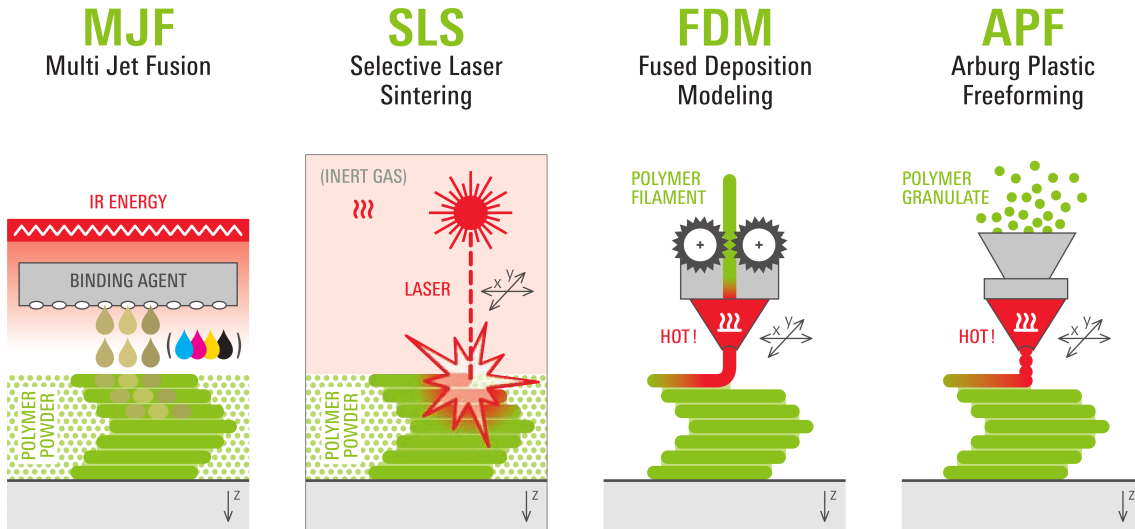 MJF
Multi Jet Fusion
IR ENERGY
BINDING AGENT
( )
POLYMER
POWDER
z
SLS
Selective Laser
Sintering
(INERT GAS)
LASER
x
y
POLYMER
POWDER
z
FDM
Fused Deposition
Modeling
POLYMER
FILAMENT
+
+
HOT!
x
y
z
APF
Arburg Plastic
Freeforming
POLYMER
GRANULATE
HOT!
x
y
z